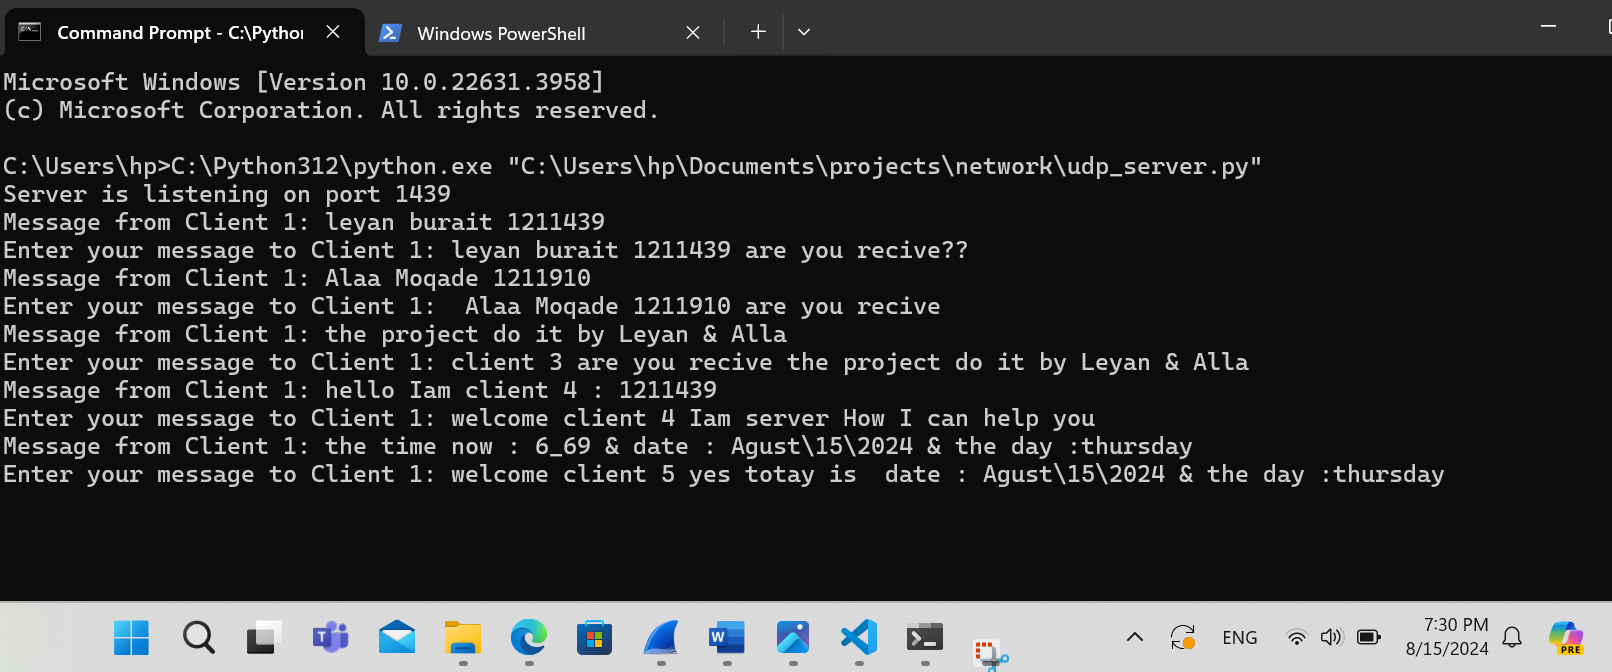 Command Prompt - C:\Pytho
Windows PowerShell
Microsoft Windows [Version 10.0.22631.3958]
(c) Microsoft Corporation. All rights reserved.
C:\Users\hp>C:\Python312\python.exe "C:\Users\hp\Documents\projects\network\udp_server.py"
Server is listening on port 1439
Message from Client 1: leyan burait 1211439
Enter your message to Client 1: leyan burait 1211439 are you recive??
Message from Client 1: Alaa Moqade 1211910
Enter your message to Client 1:  Alaa Moqade 1211910 are you recive
Message from Client 1: the project do it by Leyan & Alla
Enter your message to Client 1: client 3 are you recive the project do it by Leyan & Alla
Message from Client 1: hello Iam client 4 : 1211439
Enter your message to Client 1: welcome client 4 Iam server How I can help you
Message from Client 1: the time now : 6_69 & date : Agust\15\2024 & the day :thursday
Enter your message to Client 1: welcome client 5 yes totay is  date : Agust\15\2024 & the day :thursday
ENG
7:30 PM
8/15/2024
PRE